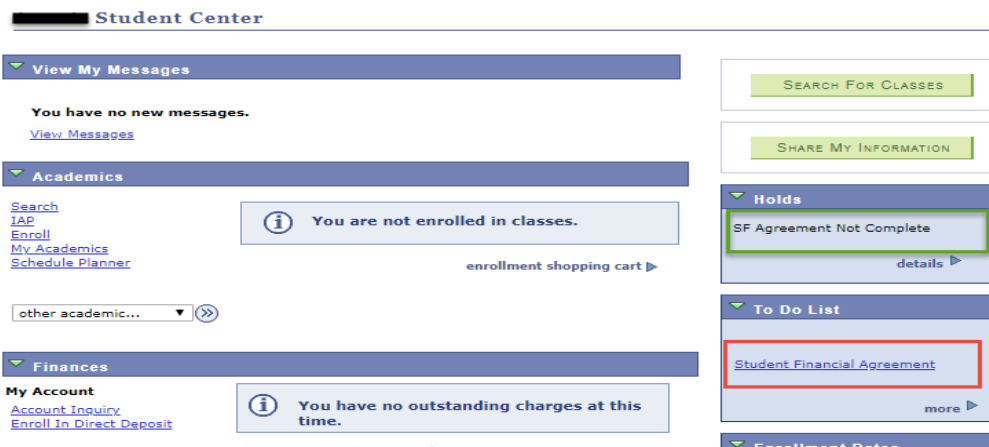 Student Center
View My Messages
You have no new messages.
View Messages
Academics
Search
IAP
Enroll
My Academics
Schedule Planner
You are not enrolled in classes.
enrollment shopping cart
other academic...
Finances
My Account
Account Inquiry
Enroll In Direct Deposit
You have no outstanding charges at this
time.
SEARCH FOR CLASSES
SHARE MY INFORMATION
Holds
SF Agreement Not Complete
details
To Do List
Student Financial Agreement
more
Enrollment Dates